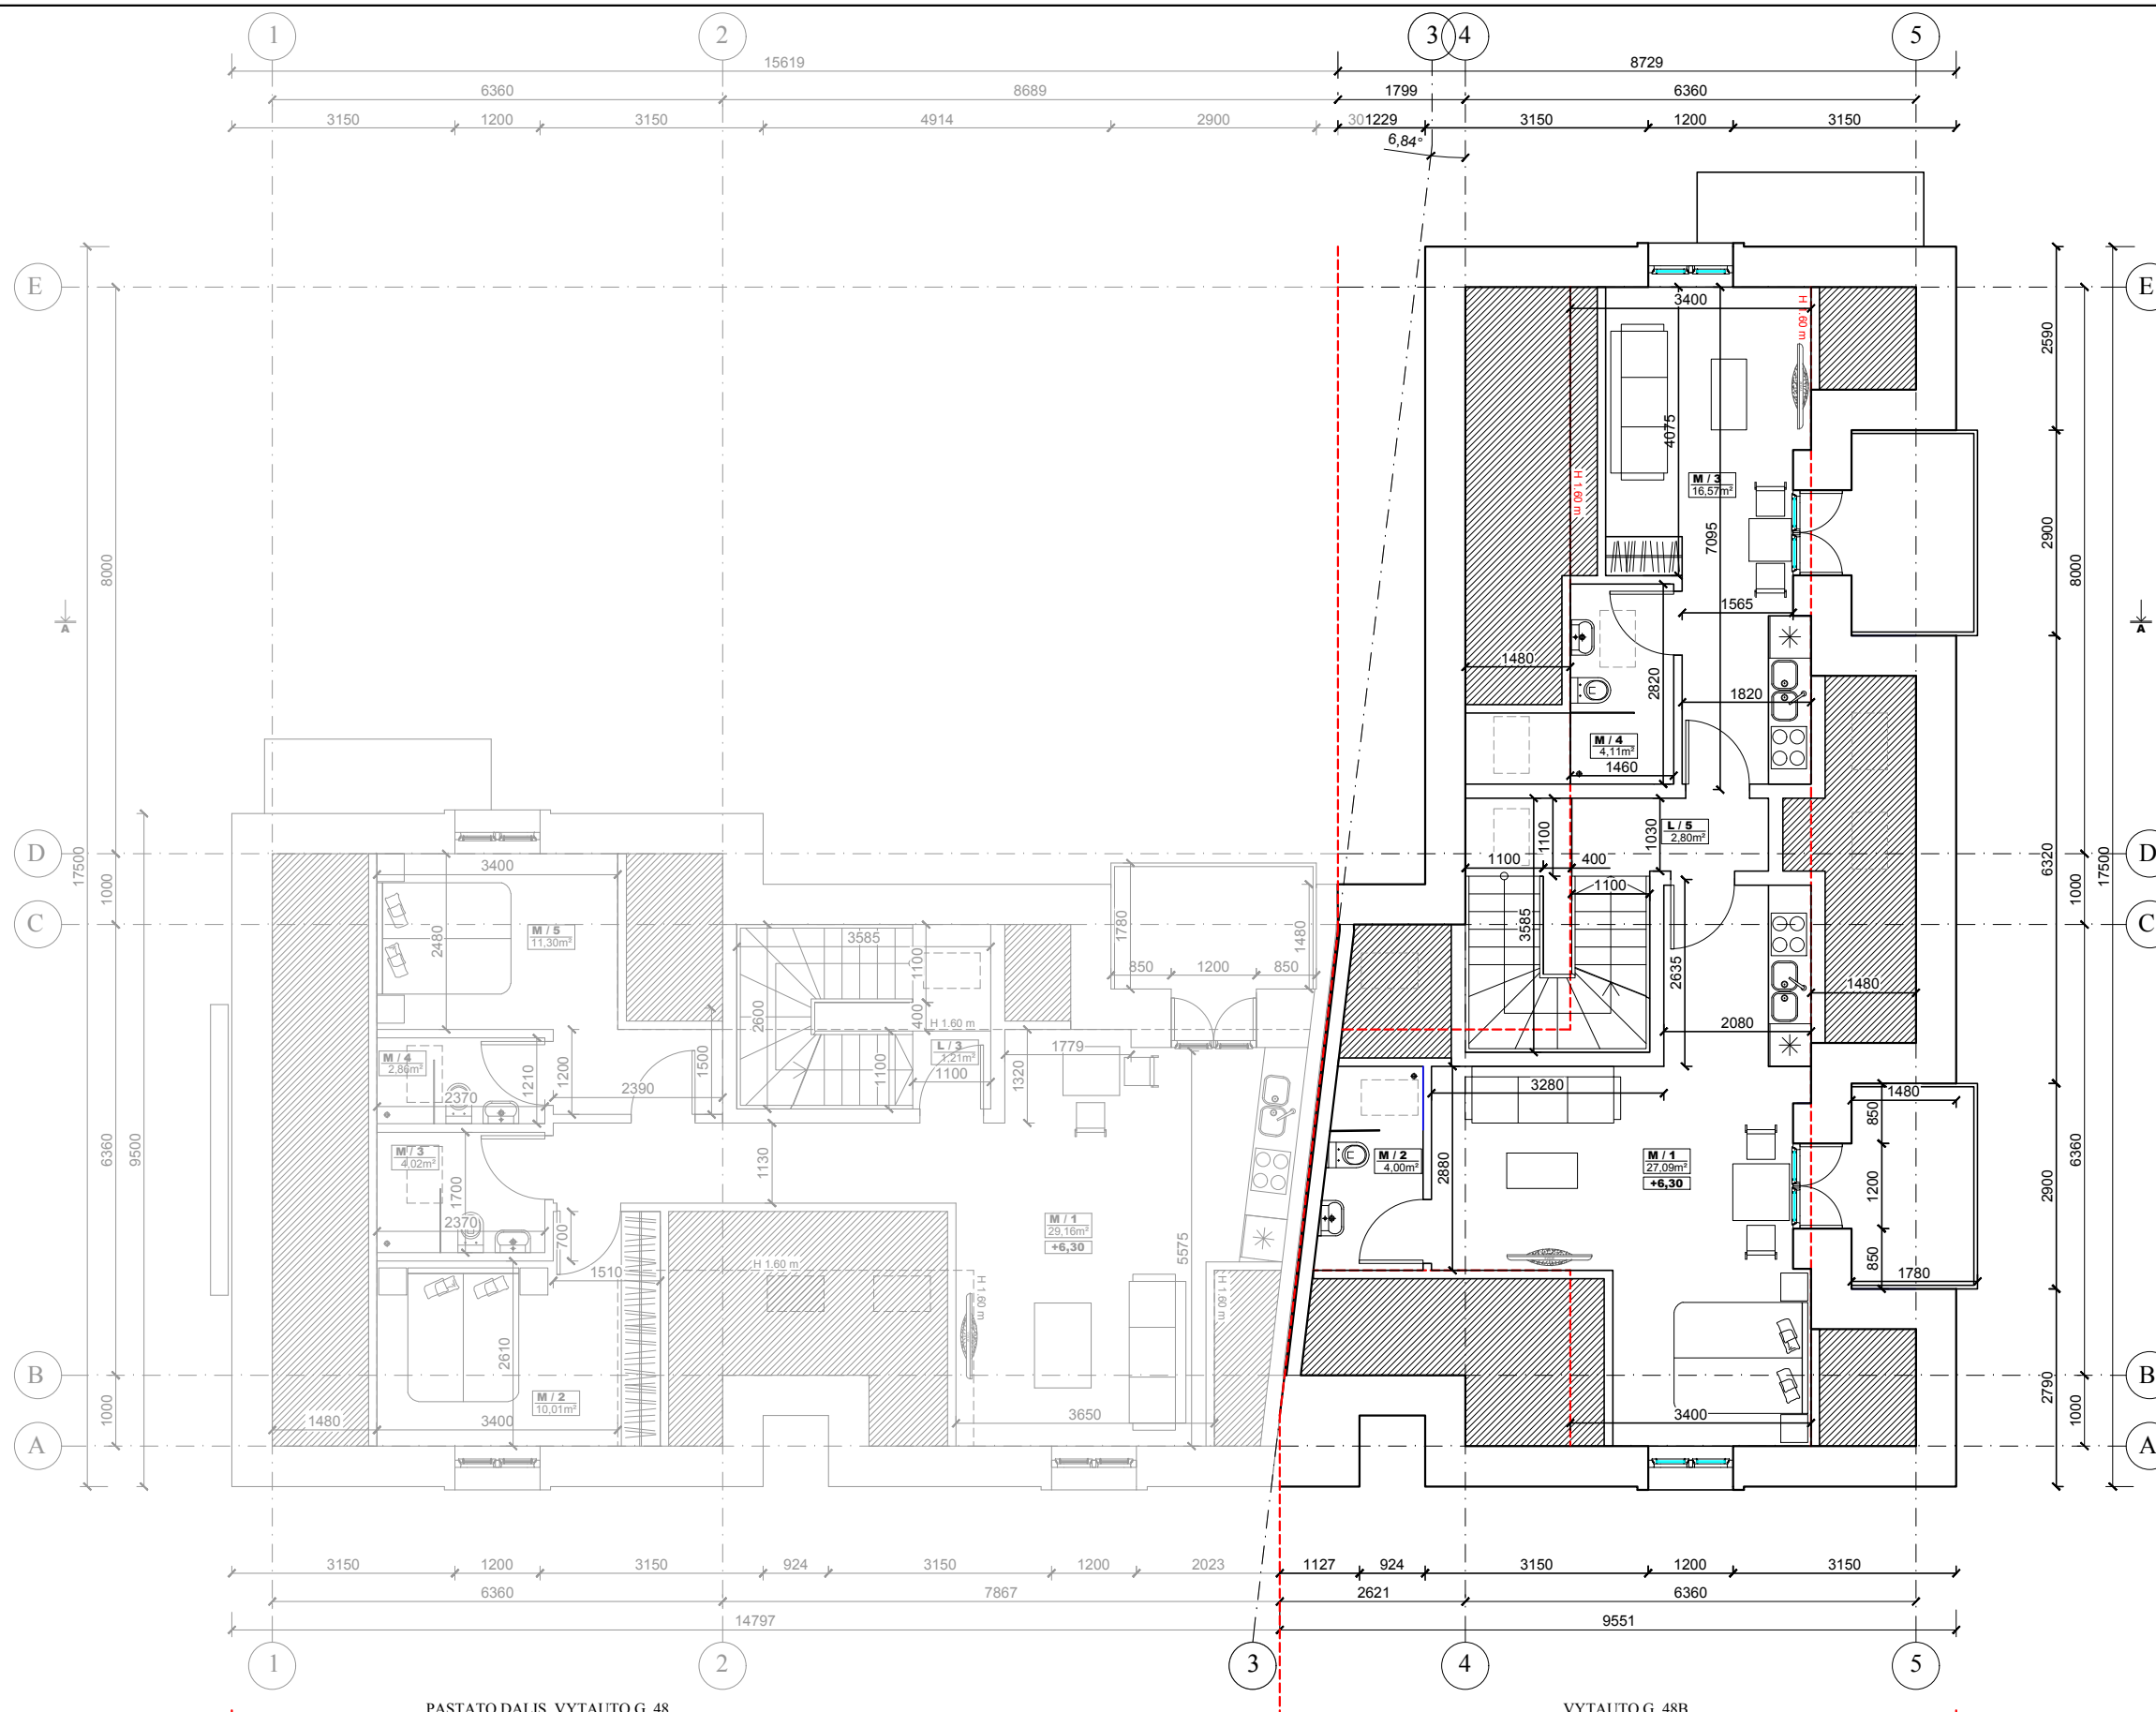 1 2 3 4 5
15619 8729
6360 8689 1799 6360
3150 1200 3150 4914 2900 301229 3150 1200 3150
6,84°
E E
3400
H 1.60 m
2590
4075
M / 3
16,57m²
H 1.60 m
7095
2900
8000 8000
A A
1565
1480
2820
1820
M / 4
4,11m²
1460
1100
1030
L / 5
2,80m²
D D
17500 17500
6320
1000 1000
3400
1100 400
1100
C C
M / 5
11,30m²
2480
3585
1100
1780
1480
3585
2635
850 1200 850
1480
2600
400
H 1.60 m
2080
M / 4
2,86m²
1210
1200
1500
L / 3
1,21m²
1779
1100
1100
1320
2390
2370
3280
1480
850
M / 3
4,02m²
1130
M / 2
4,00m²
2880
M / 1
27,09m²
+6,30
6360 6360
9500
1700
2370
700
M / 1
29,16m²
+6,30
1200
2900
5575
850
1510
H 1.60 m
H 1.60 m
H 1.60 m
1780
2610
B B
M / 2
10,01m²
2790
1000 1000
1480 3400
3650
3400
A A
3150 1200 3150 924 3150 1200 2023 1127 924 3150 1200 3150
6360 7867 2621 6360
14797 9551
1 2 3 4 5
PASTATO DALIS VYTAUTO G. 48 VYTAUTO G. 48B